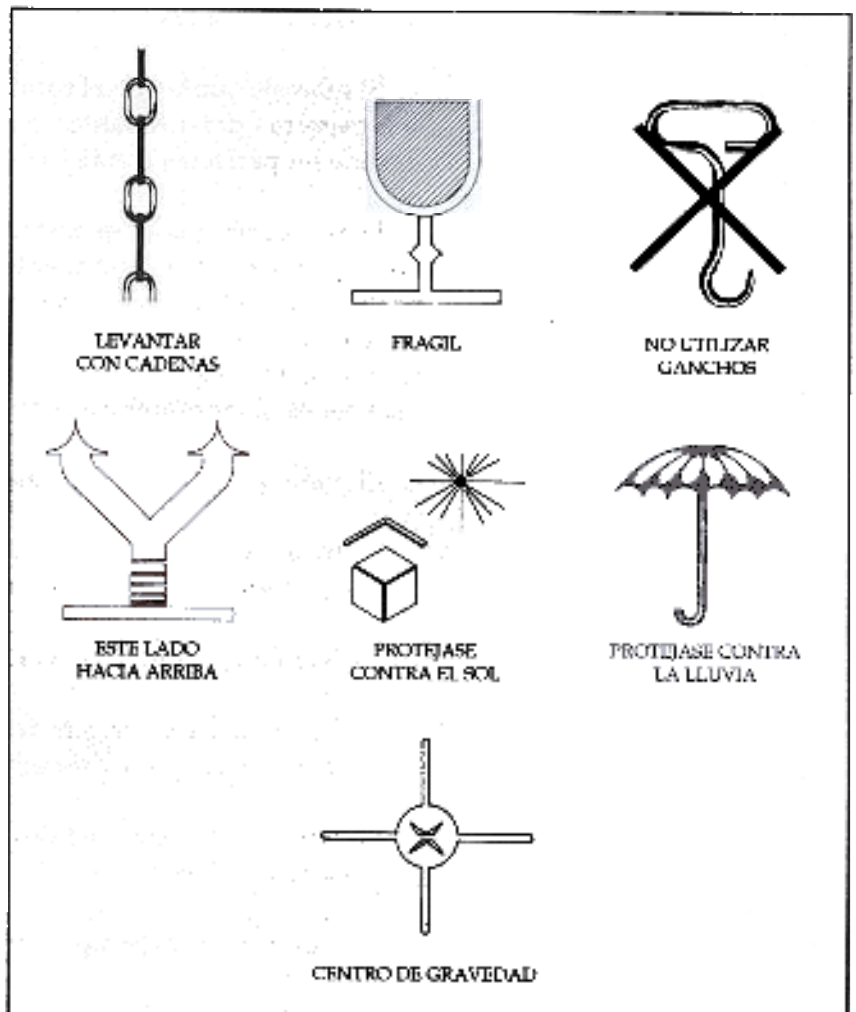 LEVANTAR
CON CADENAS
FRAGIL
NO UTILIZAR
GANCHOS
ESTE LADO
HACIA ARRIBA
PROTEJASE
CONTRA EL SOL
PROTEJASE CONTRA
LA LLUVIA
CENTRO DE GRAVEDAD